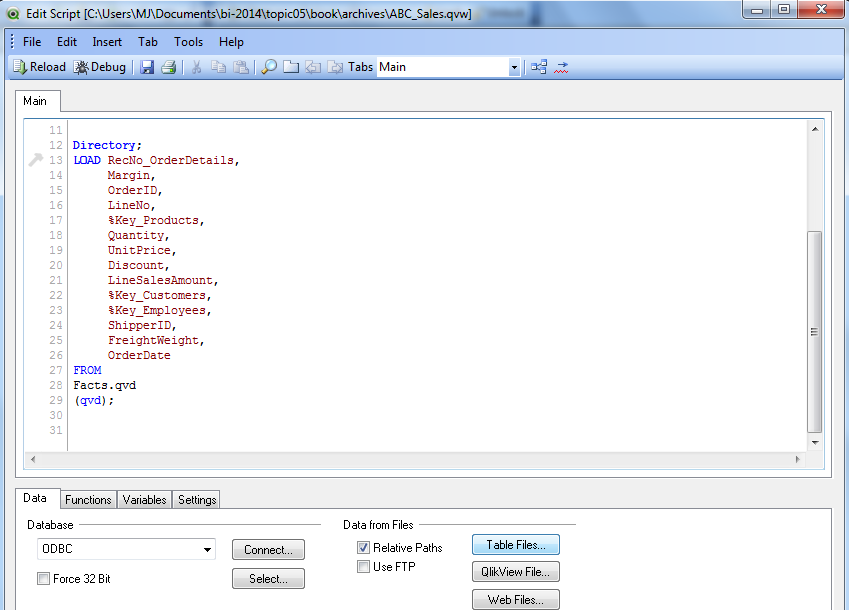 Edit Script [C:\Users\MJ\Documents\bi-2014\topic05\book\archives\ABC_Sales.qvw]
File Edit Insert Tab Tools Help
Reload Debug Tabs Main
Main
11
12 Directory;
13 LOAD RecNo_OrderDetails,
14 Margin,
15 OrderID,
16 LineNo,
17 %Key_Products,
18 Quantity,
19 UnitPrice,
20 Discount,
21 LineSalesAmount,
22 %Key_Customers,
23 %Key_Employees,
24 ShipperID,
25 FreightWeight,
26 OrderDate
27 FROM
28 Facts.qvd
29 (qvd);
30
31
Data Functions Variables Settings
Database Data from Files
ODBC Connect... Relative Paths Table Files...
Force 32 Bit Select... Use FTP QlikView File...
Web Files...